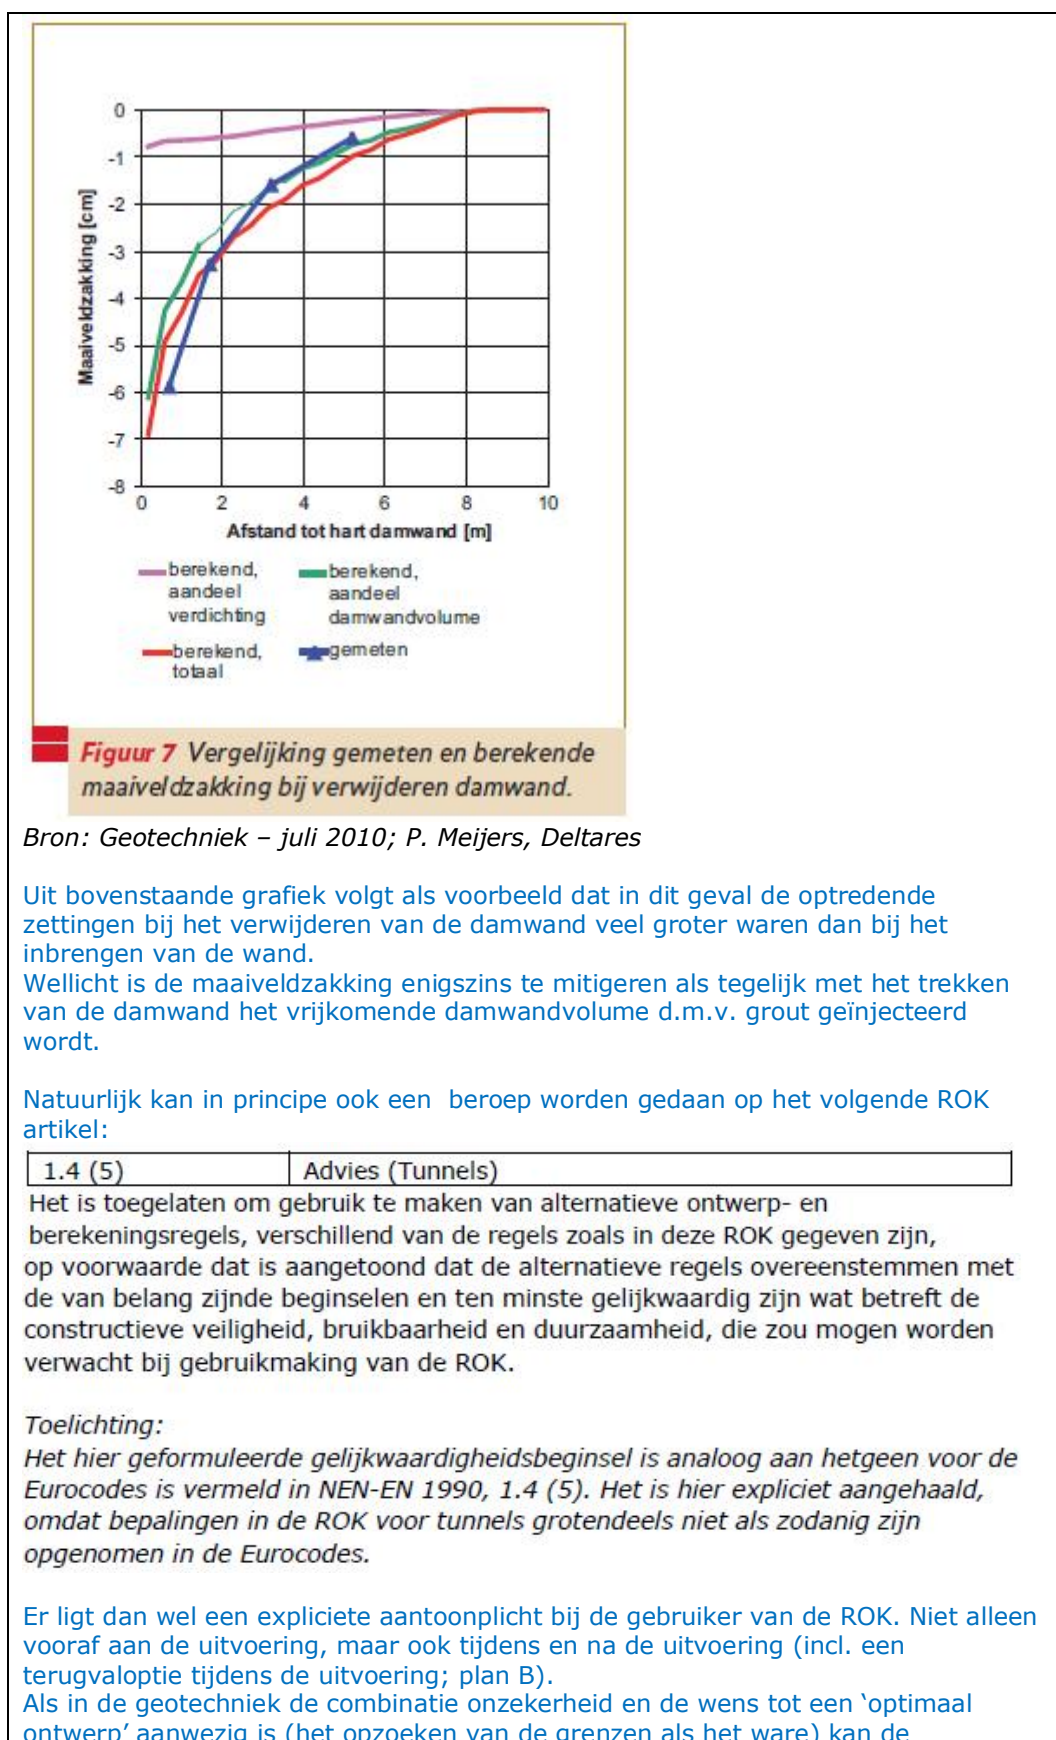 0
-1
-2
-3
-4
-5
-6
-7
-8
Maaiveldzakking [cm]
0 2 4 6 8 10
Afstand tot hart damwand [m]
berekend,
aandeel
verdichting
berekend,
aandeel
damwandvolume
berekend,
totaal
gemeten
Figuur 7 Vergelijking gemeten en berekende
maaiveldzakking bij verwijderen damwand.
Bron: Geotechniek – juli 2010; P. Meijers, Deltares
Uit bovenstaande grafiek volgt als voorbeeld dat in dit geval de optredende
zettingen bij het verwijderen van de damwand veel groter waren dan bij het
inbrengen van de wand.
Wellicht is de maaiveldzakking enigszins te mitigeren als tegelijk met het trekken
van de damwand het vrijkomende damwandvolume d.m.v. grout geïnjecteerd
wordt.
Natuurlijk kan in principe ook een beroep worden gedaan op het volgende ROK
artikel:
1.4 (5) Advies (Tunnels)
Het is toegelaten om gebruik te maken van alternatieve ontwerp- en
berekeningsregels, verschillend van de regels zoals in deze ROK gegeven zijn,
op voorwaarde dat is aangetoond dat de alternatieve regels overeenstemmen met
de van belang zijnde beginselen en ten minste gelijkwaardig zijn wat betreft de
constructieve veiligheid, bruikbaarheid en duurzaamheid, die zou mogen worden
verwacht bij gebruikmaking van de ROK.
Toelichting:
Het hier geformuleerde gelijkwaardigheidsbeginsel is analoog aan hetgeen voor de
Eurocodes is vermeld in NEN-EN 1990, 1.4 (5). Het is hier expliciet aangehaald,
omdat bepalingen in de ROK voor tunnels grotendeels niet als zodanig zijn
opgenomen in de Eurocodes.
Er ligt dan wel een expliciete aantoonplicht bij de gebruiker van de ROK. Niet alleen
vooraf aan de uitvoering, maar ook tijdens en na de uitvoering (incl. een
terugvaloptie tijdens de uitvoering; plan B).
Als in de geotechniek de combinatie onzekerheid en de wens tot een ‘optimaal
ontwerp’ aanwezig is (het opzoeken van de grenzen als het ware) kan de